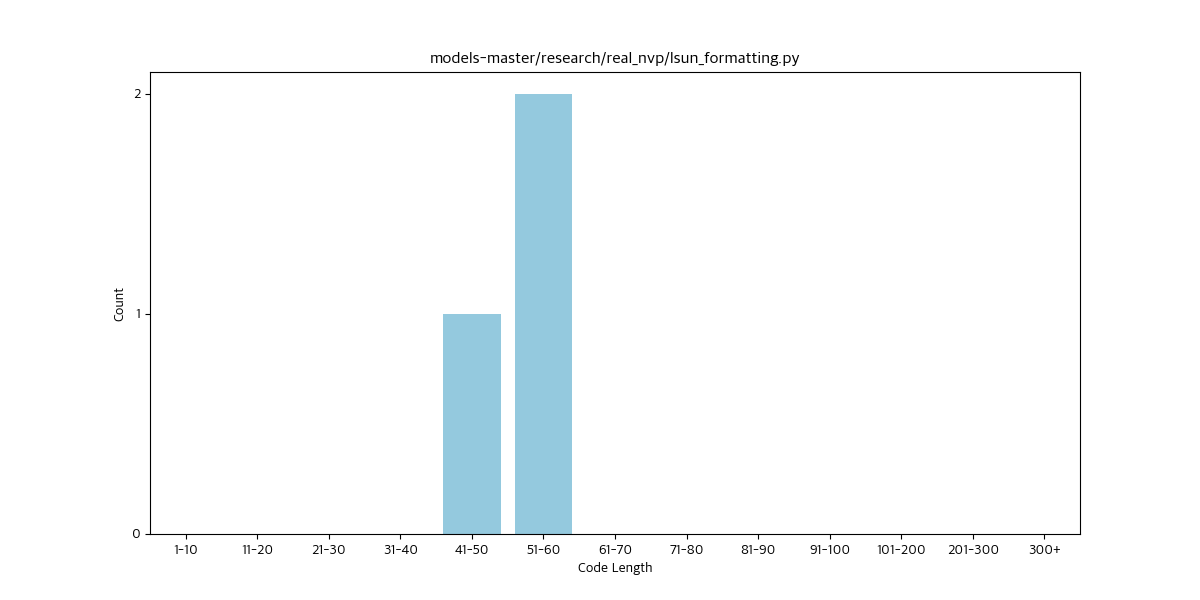 models-master/research/real_nvp/lsun_formatting.py
Count
2
1
0
1-10 11-20 21-30 31-40 41-50 51-60 61-70 71-80 81-90 91-100 101-200 201-300 300+
Code Length